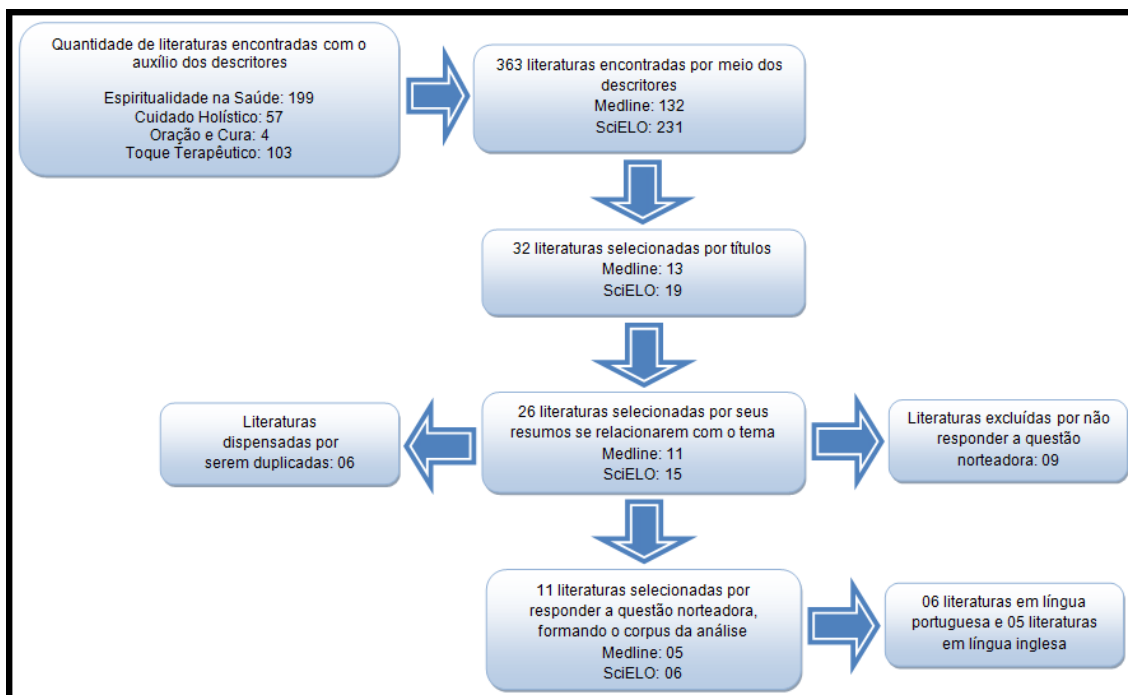 Quantidade de literaturas encontradas com o
auxílio dos descritores
Espiritualidade na Saúde: 199
Cuidado Holístico: 57
Oração e Cura: 4
Toque Terapêutico: 103
363 literaturas encontradas por meio dos
descritores
Medline: 132
SciELO: 231
32 literaturas selecionadas por títulos
Medline: 13
SciELO: 19
Literaturas
dispensadas por
serem duplicadas: 06
26 literaturas selecionadas por seus
resumos se relacionarem com o tema
Medline: 11
SciELO: 15
Literaturas excluídas por não
responder a questão
norteadora: 09
11 literaturas selecionadas por
responder a questão norteadora,
formando o corpus da análise
Medline: 05
SciELO: 06
06 literaturas em língua
portuguesa e 05 literaturas
em língua inglesa